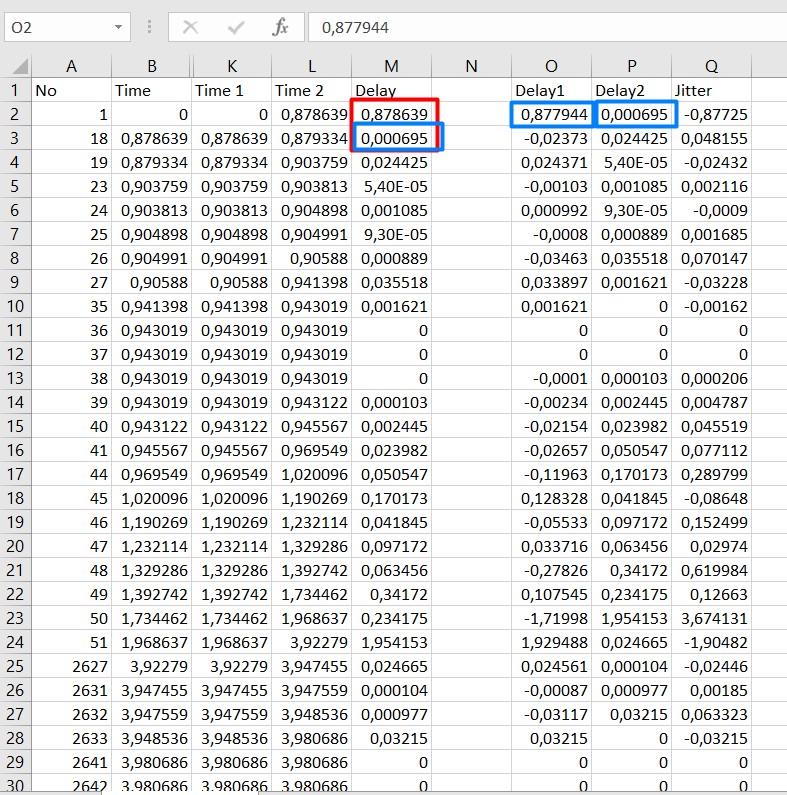 O2 fx 0,877944
A B K L M N O P Q
1 No Time Time 1 Time 2 Delay Delay1 Delay2 Jitter
2 1 0 0 0,878639 0,878639 0,877944 0,000695 -0,87725
3 18 0,878639 0,878639 0,879334 0,000695 -0,02373 0,024425 0,048155
4 19 0,879334 0,879334 0,903759 0,024425 0,024371 5,40E-05 -0,02432
5 23 0,903759 0,903759 0,903813 5,40E-05 -0,00103 0,001085 0,002116
6 24 0,903813 0,903813 0,904898 0,001085 0,000992 9,30E-05 -0,0009
7 25 0,904898 0,904898 0,904991 9,30E-05 -0,0008 0,000889 0,001685
8 26 0,904991 0,904991 0,90588 0,000889 -0,03463 0,035518 0,070147
9 27 0,90588 0,90588 0,941398 0,035518 0,033897 0,001621 -0,03228
10 35 0,941398 0,941398 0,943019 0,001621 0,001621 0 -0,00162
11 36 0,943019 0,943019 0,943019 0 0 0 0
12 37 0,943019 0,943019 0,943019 0 0 0 0
13 38 0,943019 0,943019 0,943019 0 -0,0001 0,000103 0,000206
14 39 0,943019 0,943019 0,943122 0,000103 -0,00234 0,002445 0,004787
15 40 0,943122 0,943122 0,945567 0,002445 -0,02154 0,023982 0,045519
16 41 0,945567 0,945567 0,969549 0,023982 -0,02657 0,050547 0,077112
17 44 0,969549 0,969549 1,020096 0,050547 -0,11963 0,170173 0,289799
18 45 1,020096 1,020096 1,190269 0,170173 0,128328 0,041845 -0,08648
19 46 1,190269 1,190269 1,232114 0,041845 -0,05533 0,097172 0,152499
20 47 1,232114 1,232114 1,329286 0,097172 0,033716 0,063456 0,02974
21 48 1,329286 1,329286 1,392742 0,063456 -0,27826 0,34172 0,619984
22 49 1,392742 1,392742 1,734462 0,34172 0,107545 0,234175 0,12663
23 50 1,734462 1,734462 1,968637 0,234175 -1,71998 1,954153 3,674131
24 51 1,968637 1,968637 3,92279 1,954153 1,929488 0,024665 -1,90482
25 2627 3,92279 3,92279 3,947455 0,024665 0,024561 0,000104 -0,02446
26 2631 3,947455 3,947455 3,947559 0,000104 -0,00087 0,000977 0,00185
27 2632 3,947559 3,947559 3,948536 0,000977 -0,03117 0,03215 0,063323
28 2633 3,948536 3,948536 3,980686 0,03215 0,03215 0 -0,03215
29 2641 3,980686 3,980686 3,980686 0 0 0 0
30 2642 3,980686 3,980686 3,980686 0 0 0 0